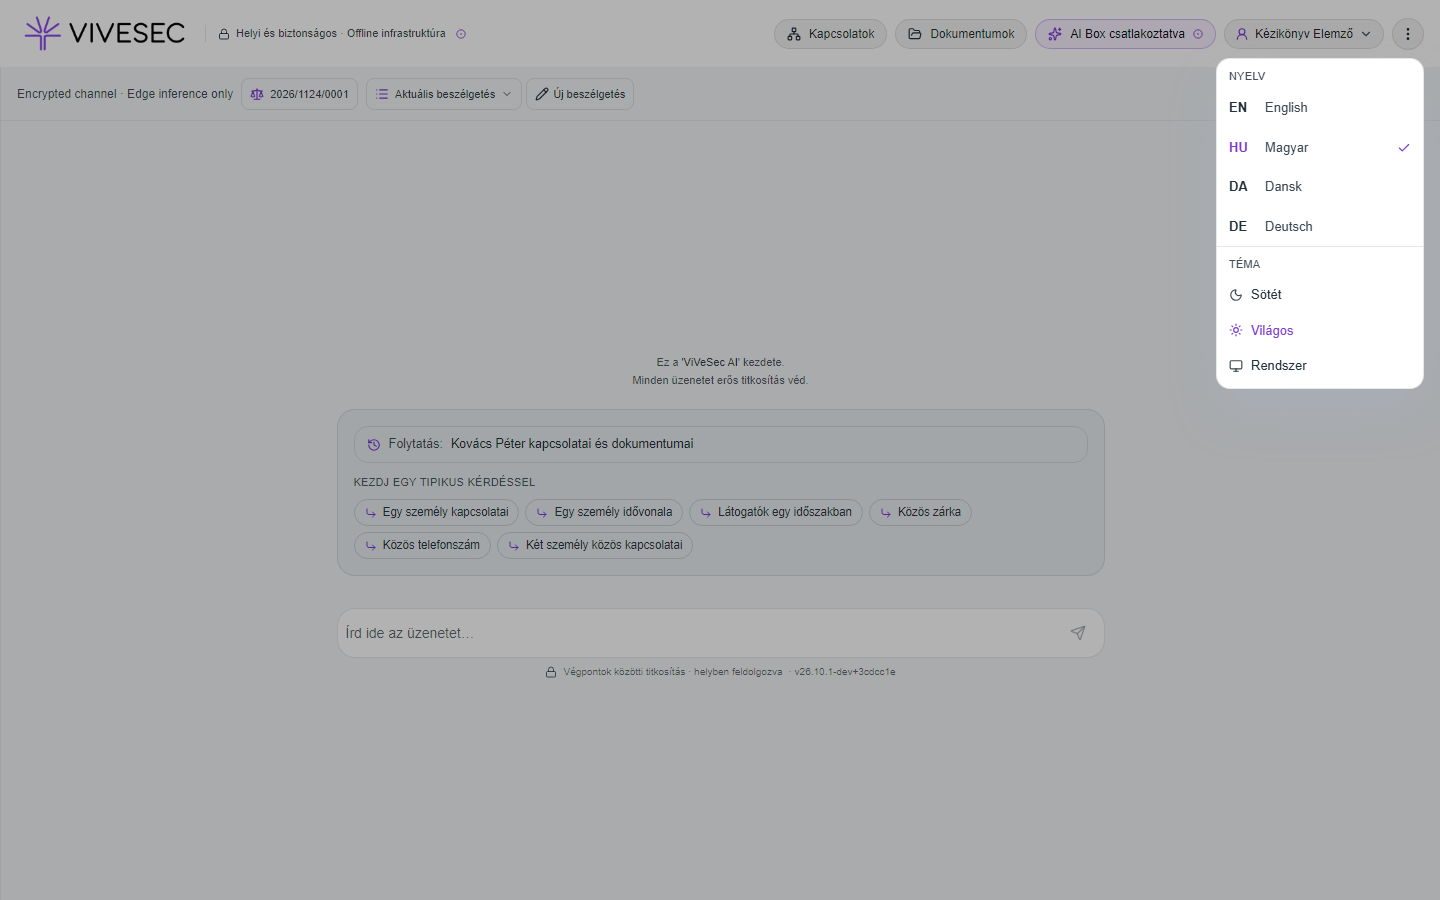 VIVESEC
Helyi és biztonságos · Offline infrastruktúra
Kapcsolatok
Dokumentumok
AI Box csatlakoztatva
Kézikönyv Elemző
Encrypted channel · Edge inference only
2026/1124/0001
Aktuális beszélgetés
Új beszélgetés
NYELV
EN English
HU Magyar
DA Dansk
DE Deutsch
TÉMA
Sötét
Világos
Rendszer
Ez a 'ViVeSec AI' kezdete.
Minden üzenetet erős titkosítás véd.
Folytatás: Kovács Péter kapcsolatai és dokumentumai
KEZDJ EGY TIPIKUS KÉRDÉSSEL
Egy személy kapcsolatai
Egy személy idővonala
Látogatók egy időszakban
Közös zárka
Közös telefonszám
Két személy közös kapcsolatai
Írd ide az üzenetet…
Végpontok közötti titkosítás · helyben feldolgozva · v26.10.1-dev+3cdcc1e